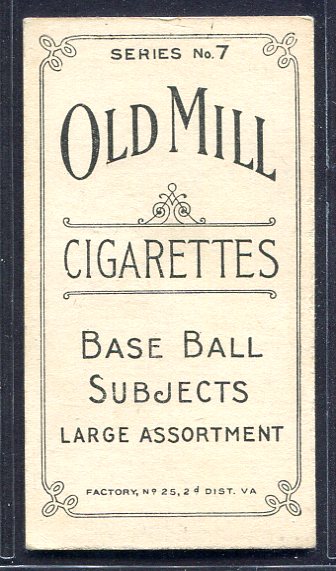 SERIES No. 7
OLD MILL
CIGARETTES
BASE BALL
SUBJECTS
LARGE ASSORTMENT
FACTORY, Nº 25, 2d DIST. VA